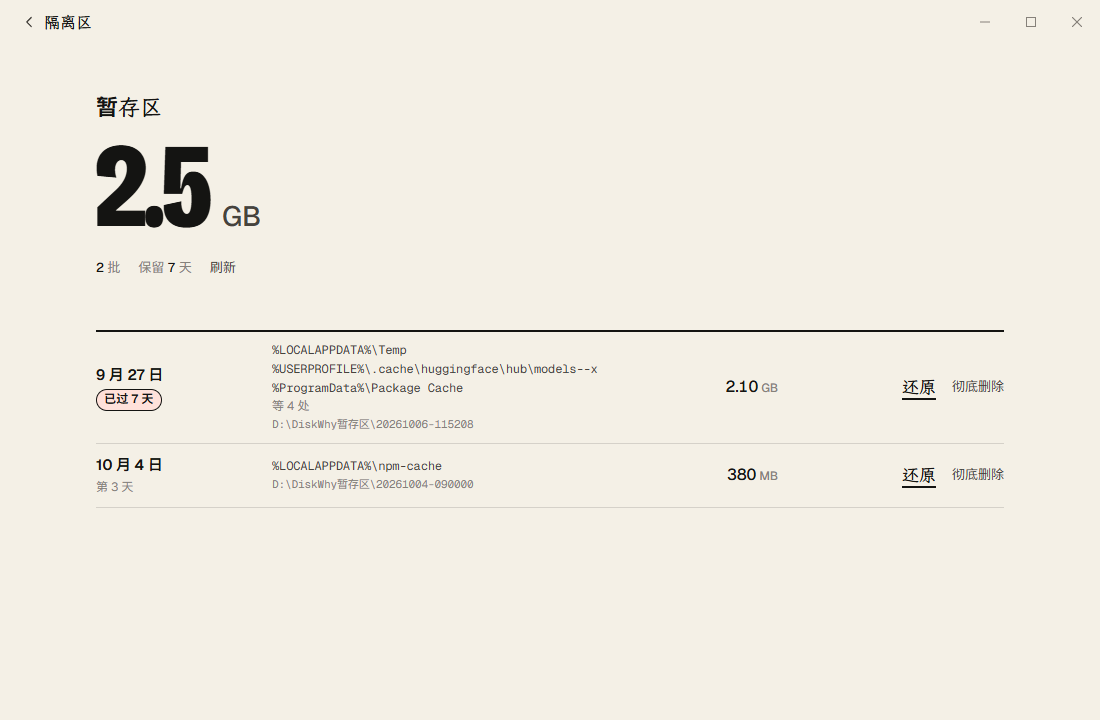 隔离区
暂存区
2.5 GB
2 批 保留 7 天 刷新
%LOCALAPPDATA%\Temp
%USERPROFILE%\.cache\huggingface\hub\models--x
9 月 27 日
%ProgramData%\Package Cache
2.10 GB
还原 彻底删除
已过 7 天
等 4 处
D:\DiskWhy暂存区\20261006-115208
10 月 4 日
%LOCALAPPDATA%\npm-cache
380 MB
还原 彻底删除
第 3 天
D:\DiskWhy暂存区\20261004-090000